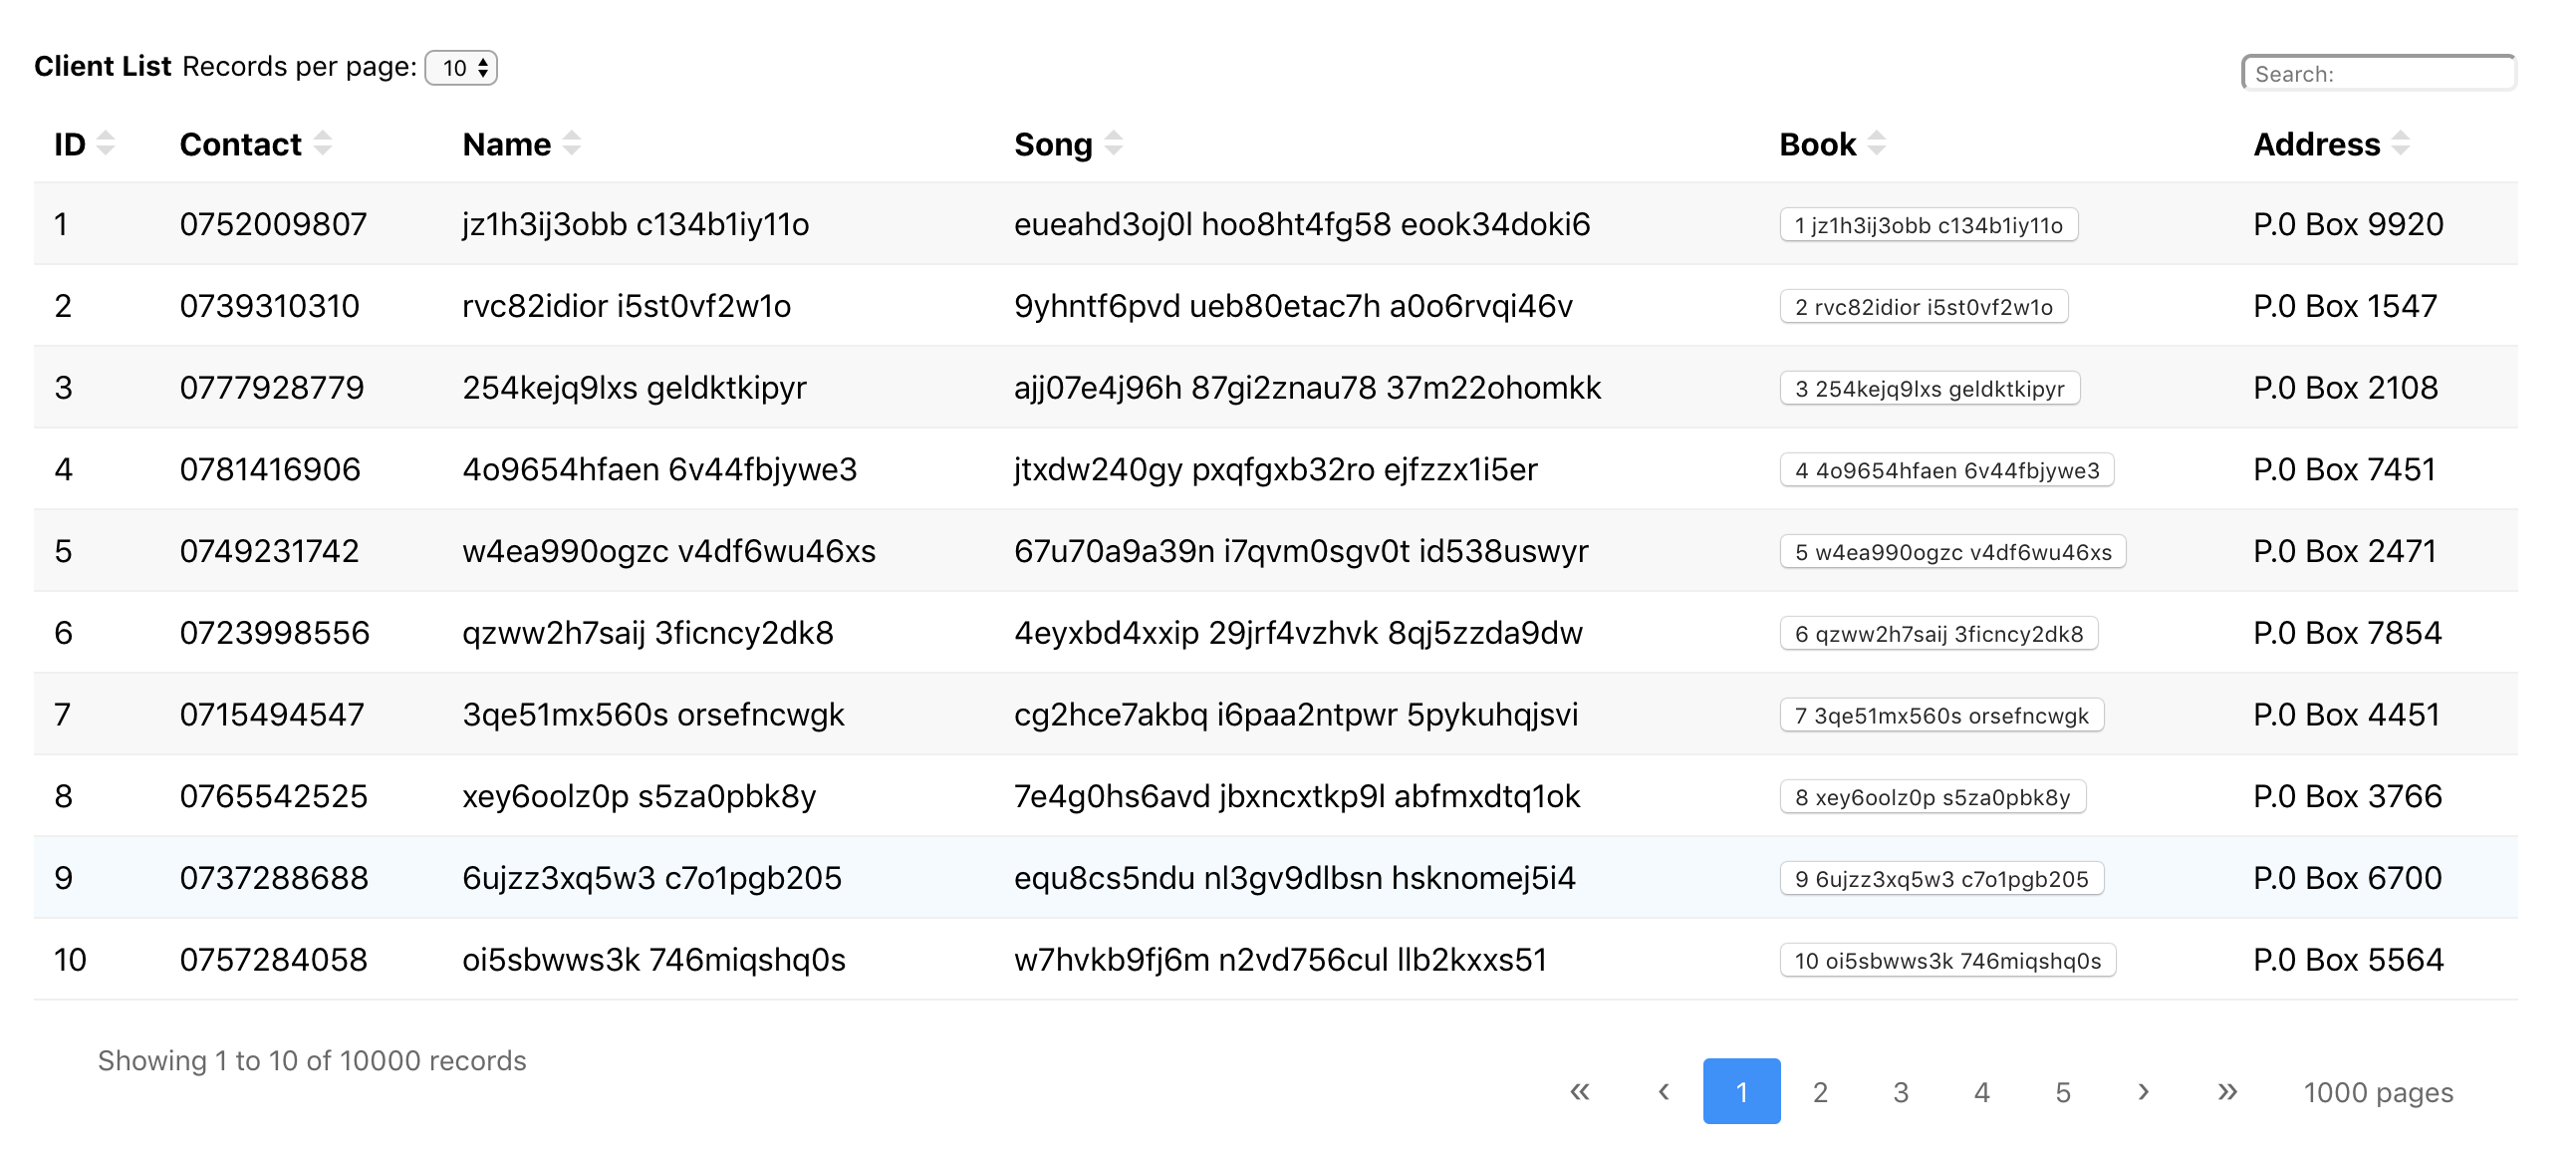 Client List Records per page: 10 Search:
ID Contact Name Song Book Address
1 0752009807 jz1h3ij3obb c134b1iy11o eueahd3oj0l hoo8ht4fg58 eook34doki6 1 jz1h3ij3obb c134b1iy11o P.0 Box 9920
2 0739310310 rvc82idior i5st0vf2w1o 9yhntf6pvd ueb80etac7h a0o6rvqi46v 2 rvc82idior i5st0vf2w1o P.0 Box 1547
3 0777928779 254kejq9lxs geldktkipyr ajj07e4j96h 87gi2znau78 37m22ohomkk 3 254kejq9lxs geldktkipyr P.0 Box 2108
4 0781416906 4o9654hfaen 6v44fbjywe3 jtxdw240gy pxqfgxb32ro ejfzzx1i5er 4 4o9654hfaen 6v44fbjywe3 P.0 Box 7451
5 0749231742 w4ea990ogzc v4df6wu46xs 67u70a9a39n i7qvm0sgv0t id538uswyr 5 w4ea990ogzc v4df6wu46xs P.0 Box 2471
6 0723998556 qzww2h7saij 3ficncy2dk8 4eyxbd4xxip 29jrf4vzhvk 8qj5zzda9dw 6 qzww2h7saij 3ficncy2dk8 P.0 Box 7854
7 0715494547 3qe51mx560s orsefncwgk cg2hce7akbq i6paa2ntpwr 5pykuhqjsvi 7 3qe51mx560s orsefncwgk P.0 Box 4451
8 0765542525 xey6oolz0p s5za0pbk8y 7e4g0hs6avd jbxncxtkp9l abfmxdtq1ok 8 xey6oolz0p s5za0pbk8y P.0 Box 3766
9 0737288688 6ujzz3xq5w3 c7o1pgb205 equ8cs5ndu nl3gv9dlbsn hsknomej5i4 9 6ujzz3xq5w3 c7o1pgb205 P.0 Box 6700
10 0757284058 oi5sbwws3k 746miqshq0s w7hvkb9fj6m n2vd756cul llb2kxxs51 10 oi5sbwws3k 746miqshq0s P.0 Box 5564
Showing 1 to 10 of 10000 records
« ‹ 1 2 3 4 5 › » 1000 pages